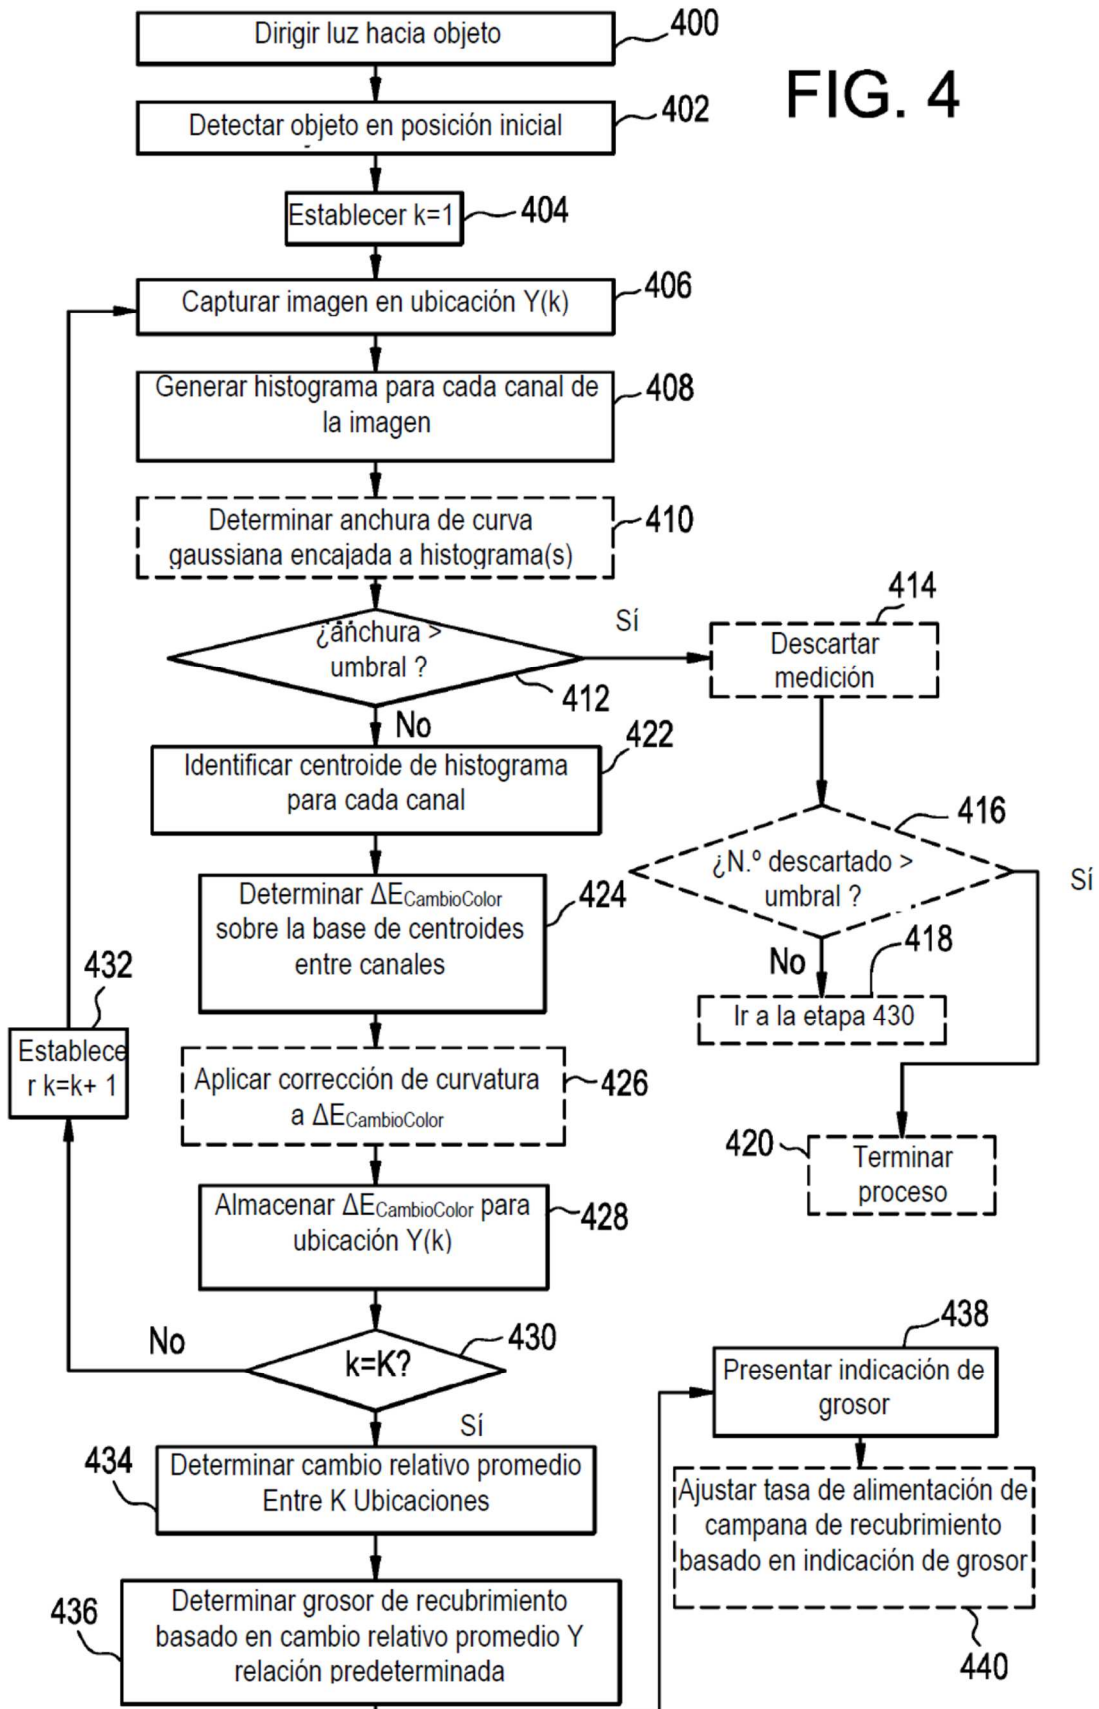 Dirigir luz hacia objeto
400
FIG. 4
Detectar objeto en posición inicial
402
Establecer k=1
404
Capturar imagen en ubicación Y(k)
406
Generar histograma para cada canal de
la imagen
408
Determinar anchura de curva
gaussiana encajada a histograma(s)
410
¿anchura >
umbral ?
412
Sí
No
414
Descartar
medición
416
¿N.º descartado >
umbral ?
Sí
No
418
Ir a la etapa 430
420
Terminar
proceso
422
Identificar centroide de histograma
para cada canal
Determinar ΔECambioColor
sobre la base de centroides
entre canales
424
Aplicar corrección de curvatura
a ΔECambioColor
426
Almacenar ΔECambioColor para
ubicación Y(k)
428
k=K?
430
No
Sí
432
Establece
r k=k+ 1
434
Determinar cambio relativo promedio
Entre K Ubicaciones
436
Determinar grosor de recubrimiento
basado en cambio relativo promedio Y
relación predeterminada
438
Presentar indicación de
grosor
Ajustar tasa de alimentación de
campana de recubrimiento
basado en indicación de grosor
440